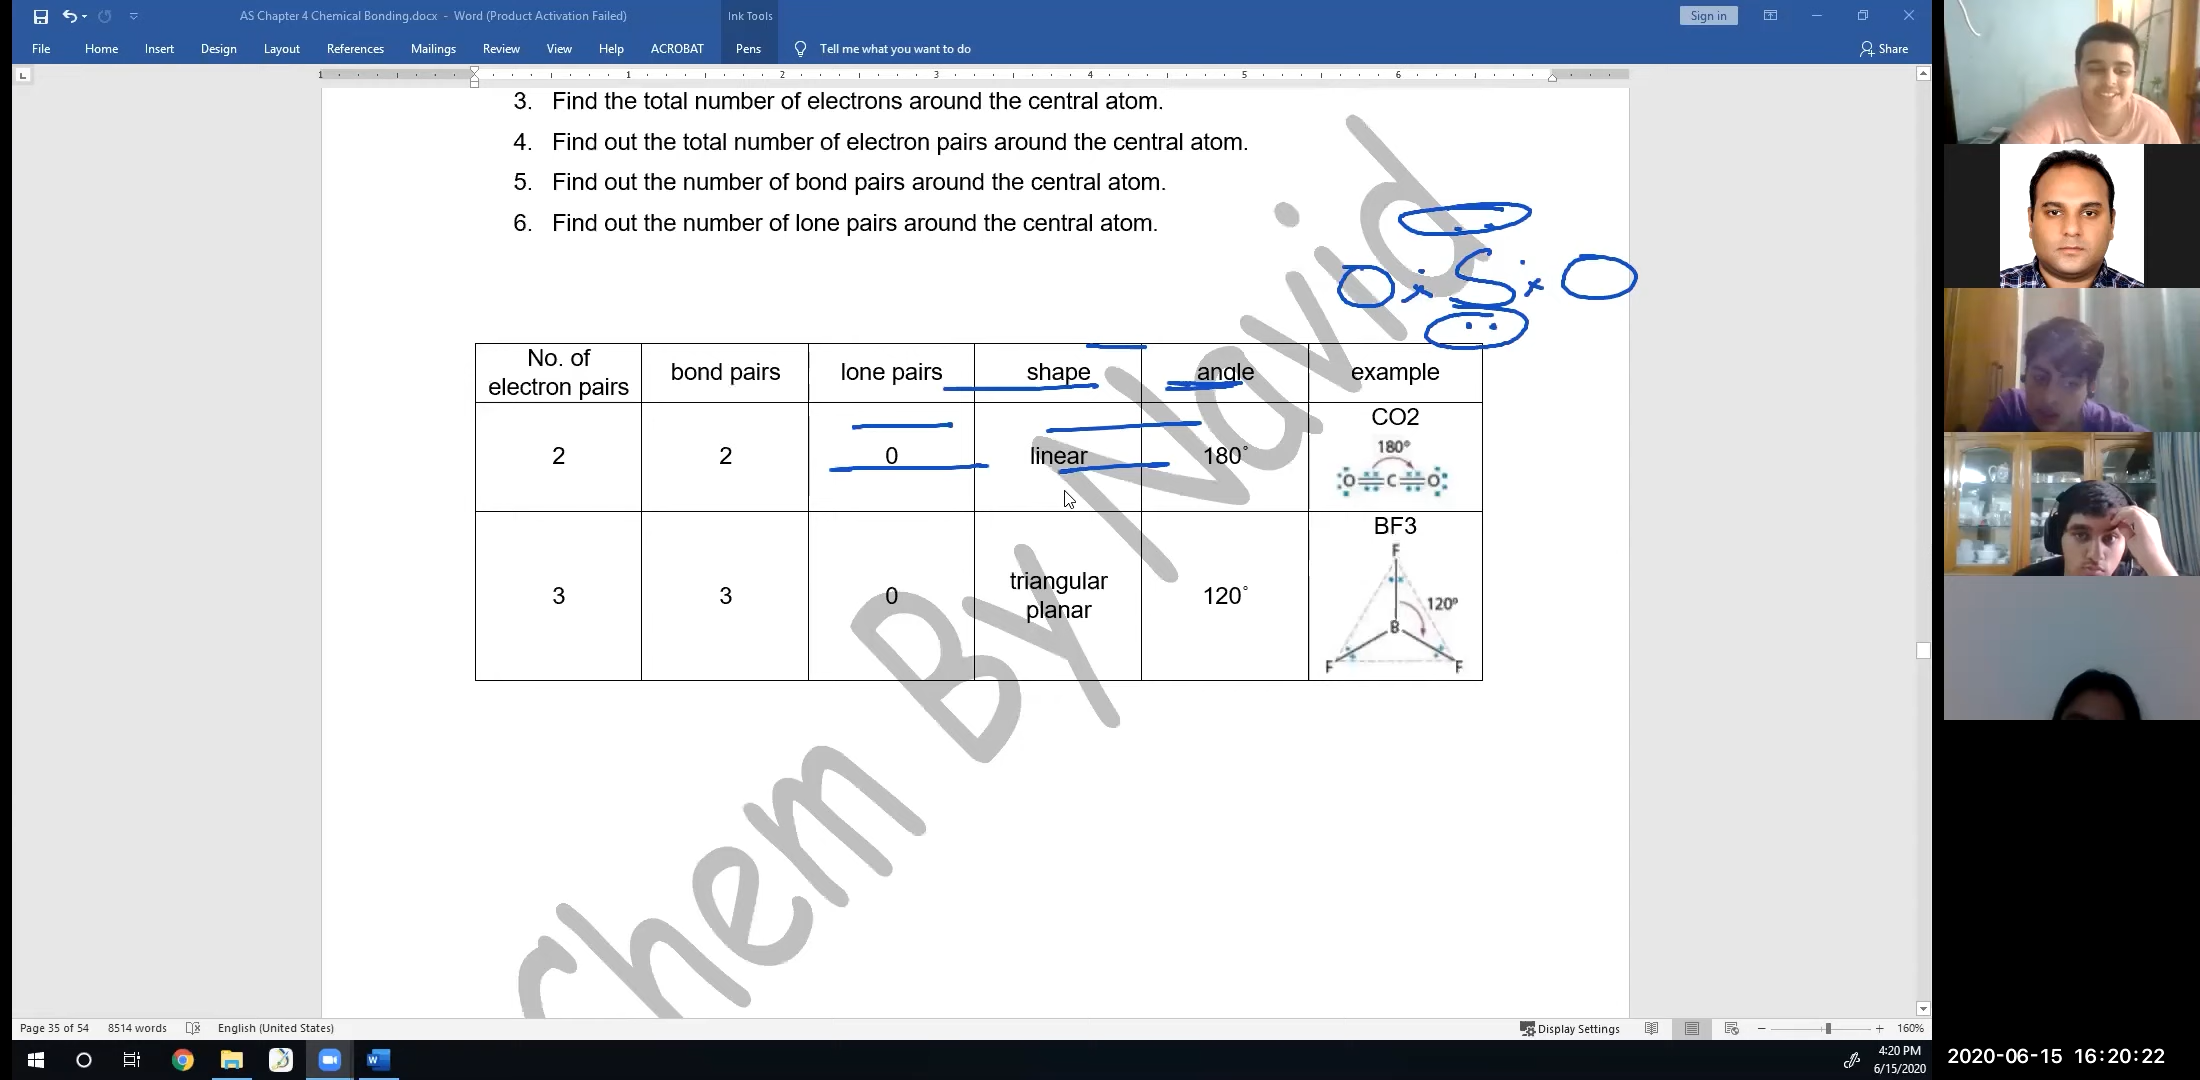 AS Chapter 4 Chemical Bonding.docx - Word (Product Activation Failed)
Ink Tools
Sign in
File Home Insert Design Layout References Mailings Review View Help ACROBAT Pens Tell me what you want to do
Share
1 1 2 3 4 5 6
3. Find the total number of electrons around the central atom.
4. Find out the total number of electron pairs around the central atom.
5. Find out the number of bond pairs around the central atom.
6. Find out the number of lone pairs around the central atom.
O × S × O
No. of electron pairs bond pairs lone pairs shape angle example
2 2 0 linear 180° CO2
180°
O C O
3 3 0 triangular planar 120° BF3
F
120°
B
F F
Chem By Navid
Page 35 of 54 8514 words English (United States)
Display Settings
160%
4:20 PM
6/15/2020
2020-06-15 16:20:22